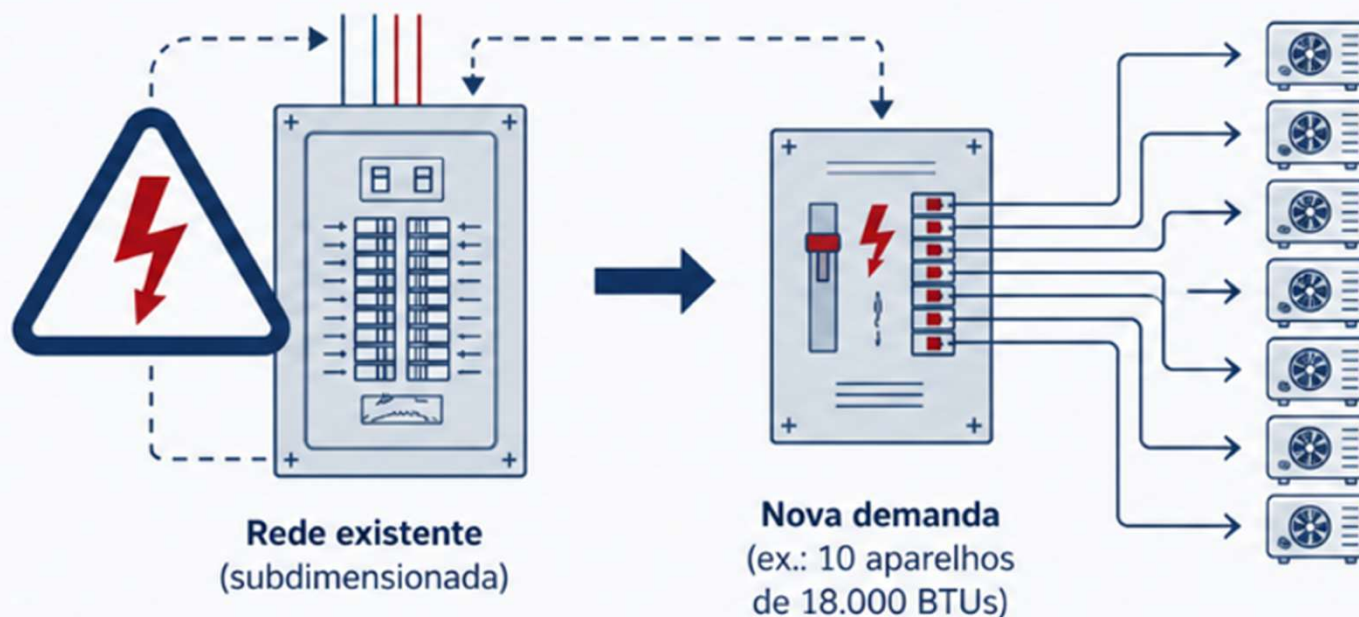 Rede existente
(subdimensionada)
Nova demanda
(ex.: 10 aparelhos
de 18.000 BTUs)